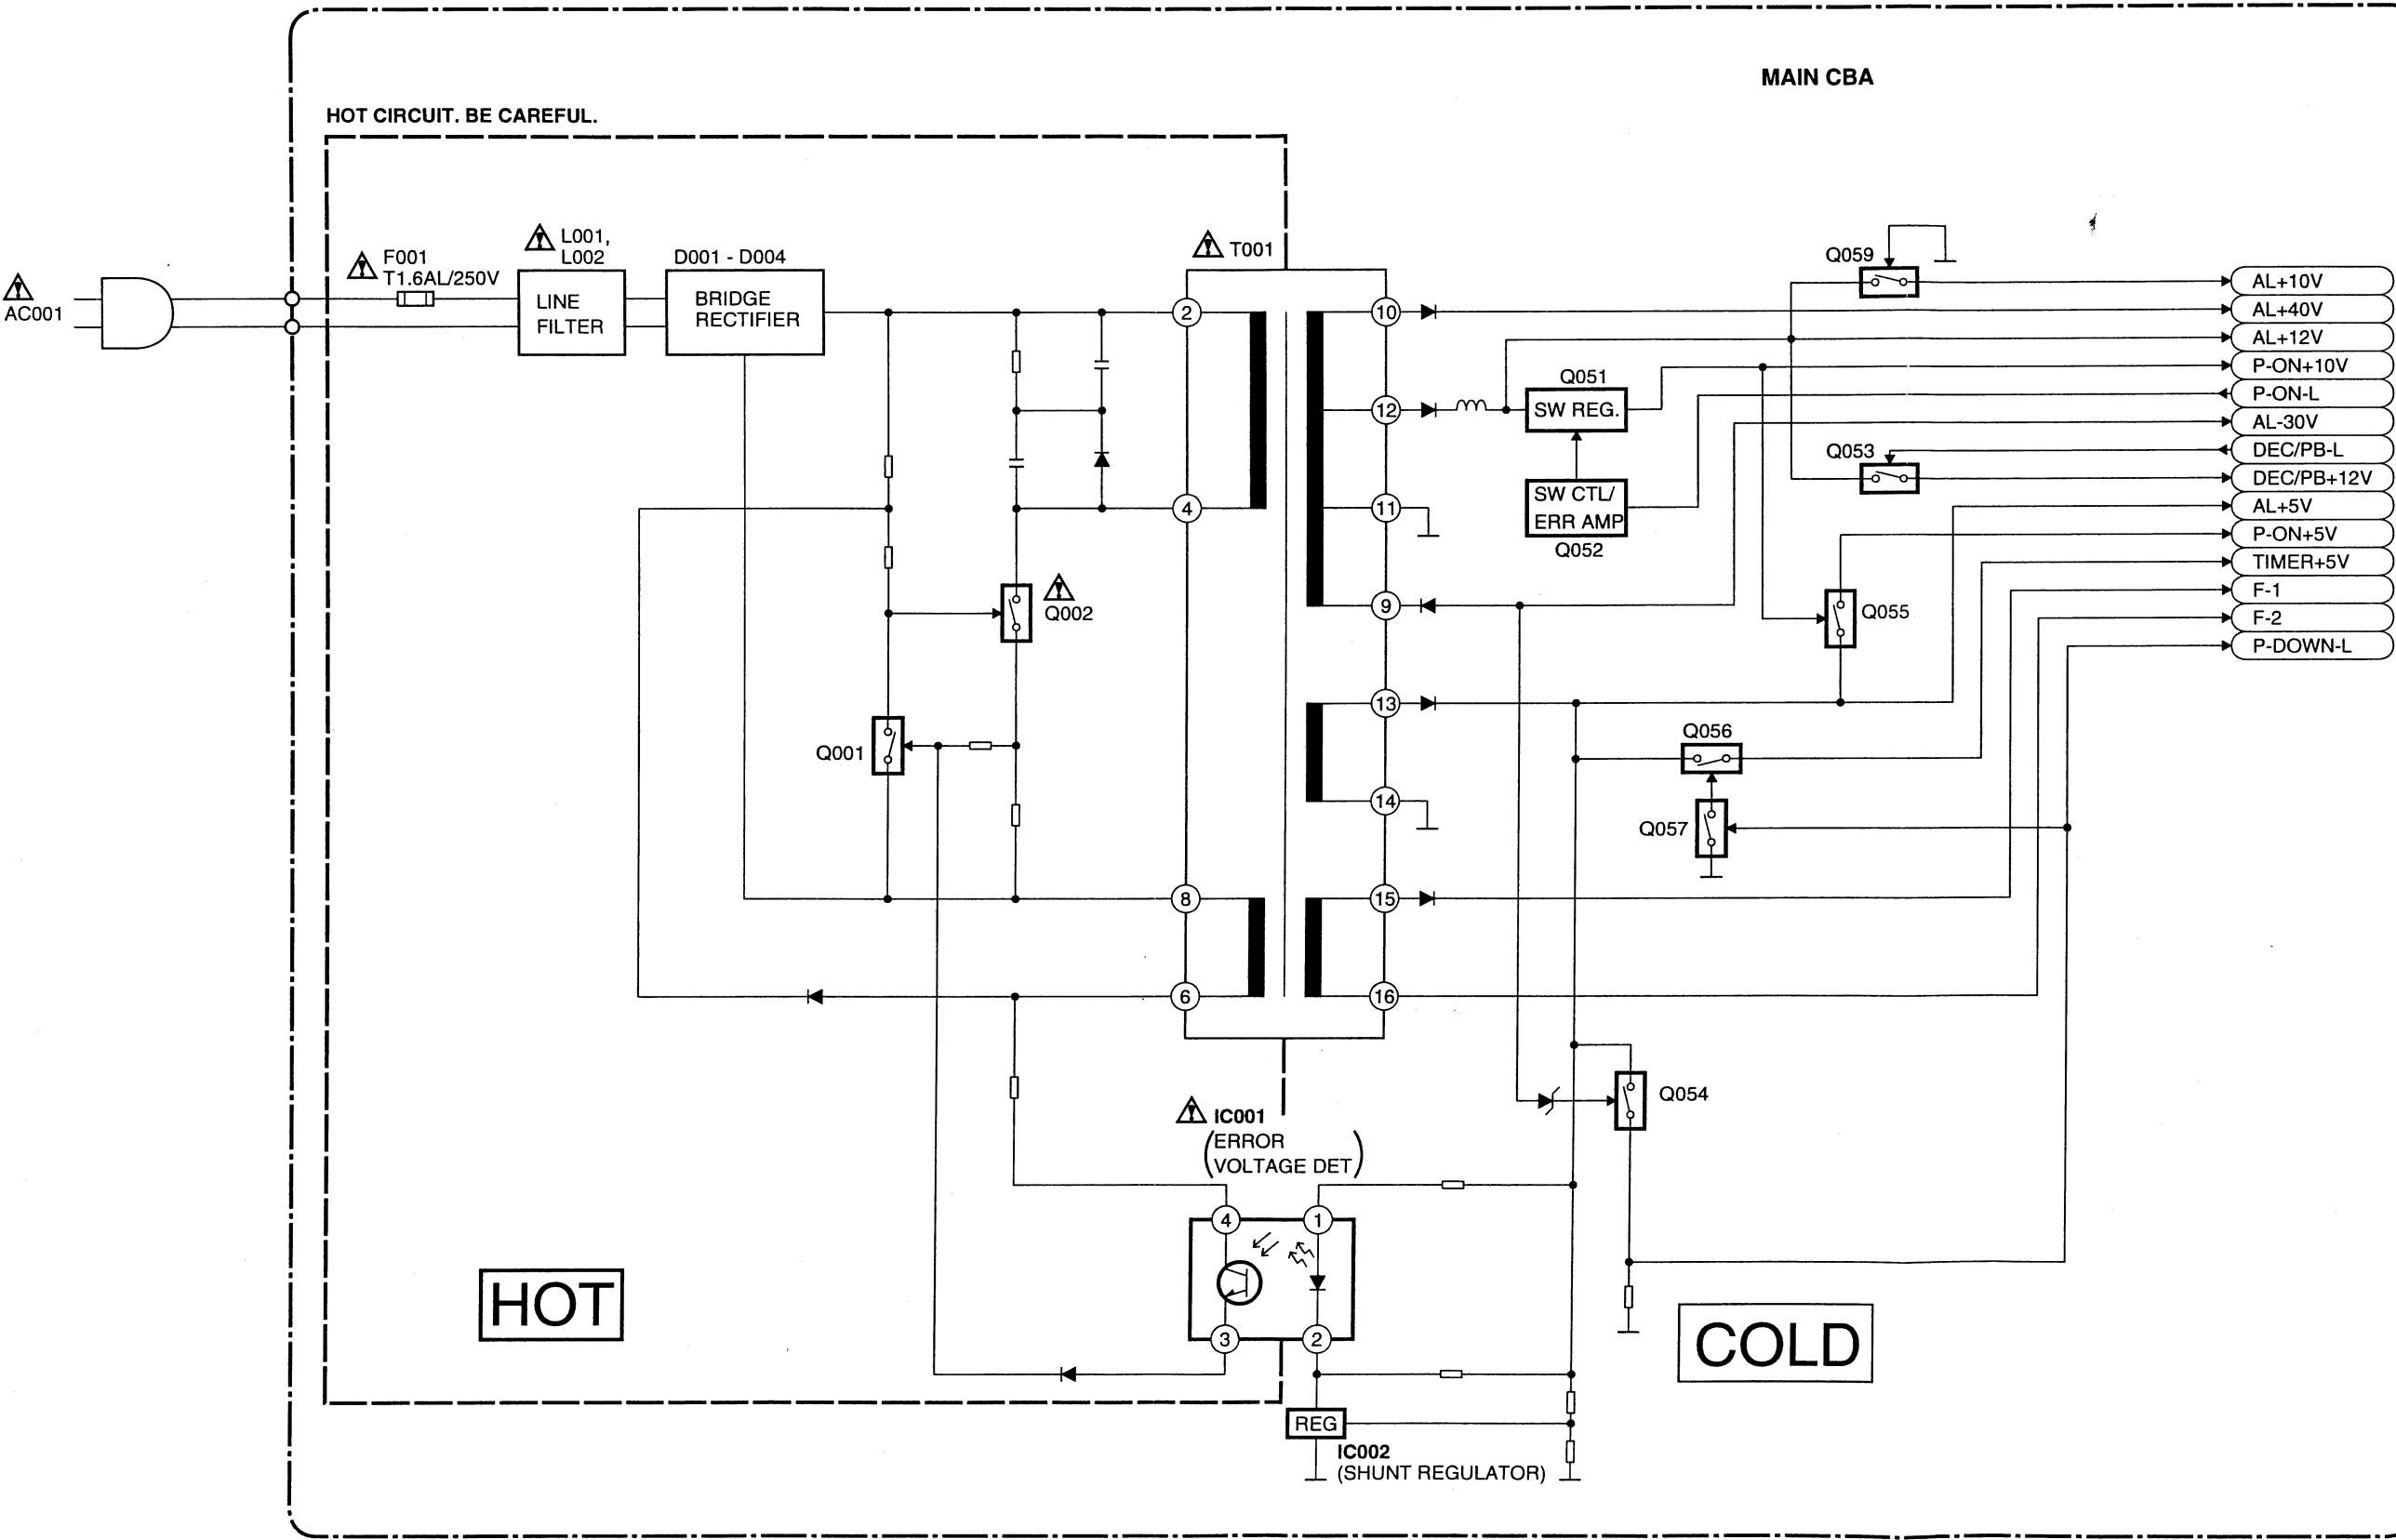 MAIN CBA
HOT CIRCUIT. BE CAREFUL.
AC001
F001
T1.6AL/250V
L001,
L002
LINE
FILTER
D001 - D004
BRIDGE
RECTIFIER
T001
2
4
8
6
10
12
11
9
13
14
15
16
Q002
Q001
Q051
SW REG.
SW CTL/
ERR AMP
Q052
Q059
Q053
Q055
Q056
Q057
Q054
AL+10V
AL+40V
AL+12V
P-ON+10V
P-ON-L
AL-30V
DEC/PB-L
DEC/PB+12V
AL+5V
P-ON+5V
TIMER+5V
F-1
F-2
P-DOWN-L
IC001
(ERROR
VOLTAGE DET)
4
1
3
2
REG
IC002
(SHUNT REGULATOR)
HOT
COLD